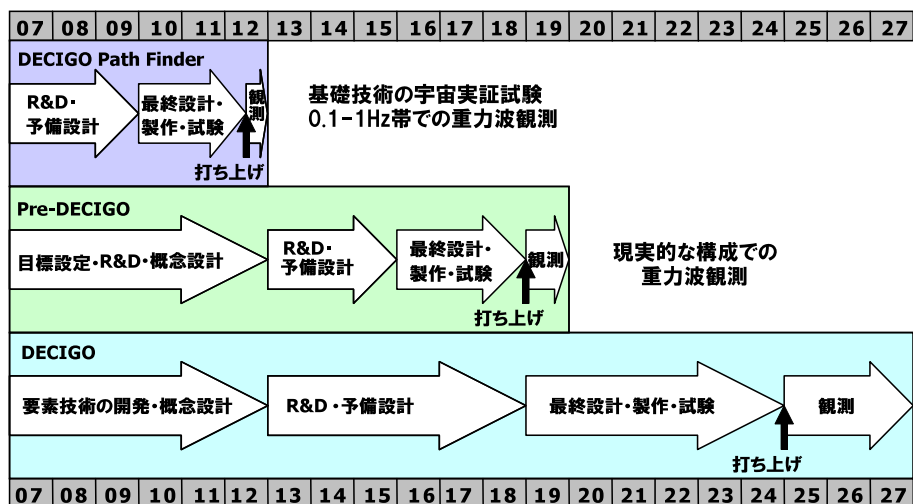 07 08 09 10 11 12 13 14 15 16 17 18 19 20 21 22 23 24 25 26 27
DECIGO Path Finder
R&D・
予備設計
最終設計・
製作・試験
観測
打ち上げ
基礎技術の宇宙実証試験
0.1-1Hz帯での重力波観測
Pre-DECIGO
目標設定・R&D・概念設計
R&D・
予備設計
最終設計・
製作・試験
観測
打ち上げ
現実的な構成での
重力波観測
DECIGO
要素技術の開発・概念設計
R&D・予備設計
最終設計・製作・試験
観測
打ち上げ
07 08 09 10 11 12 13 14 15 16 17 18 19 20 21 22 23 24 25 26 27